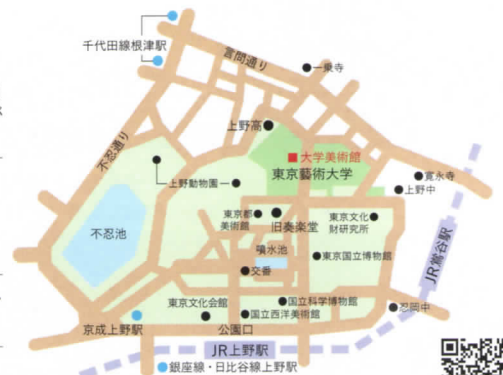 千代田線根津駅
言問通り
一乗寺
上野高
大学美術館
東京藝術大学
不忍通り
上野動物園
寛永寺
上野中
東京都
美術館
旧奏楽堂
東京文化
財研究所
不忍池
噴水池
東京国立博物館
JR鶯谷駅
交番
東京文化会館
国立科学博物館
忍岡中
京成上野駅
公園口
国立西洋美術館
JR上野駅
銀座線・日比谷線上野駅